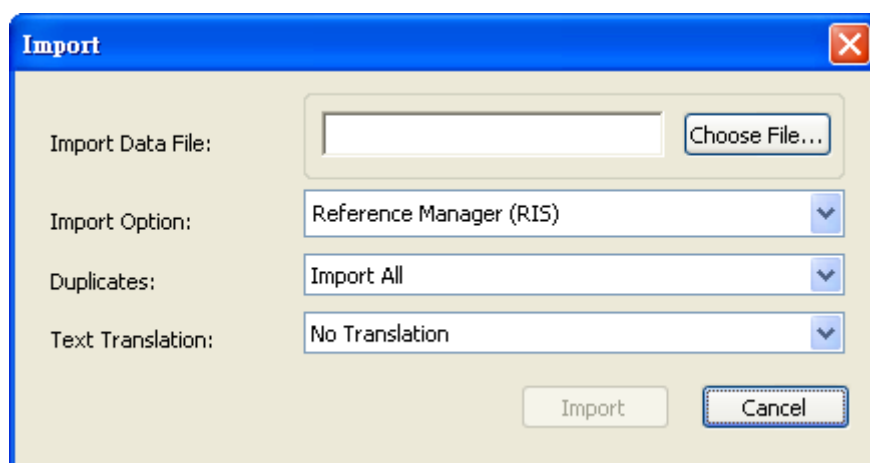 Import
Import Data File:
Choose File...
Import Option:
Reference Manager (RIS)
Duplicates:
Import All
Text Translation:
No Translation
Import
Cancel